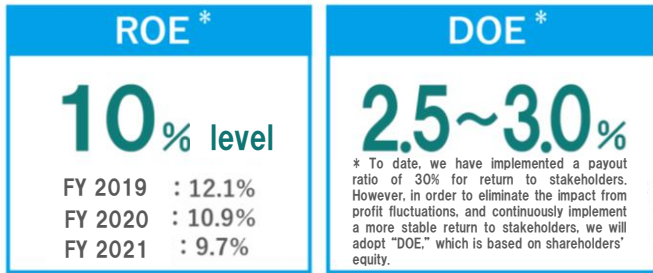 ROE *
10% level
FY 2019 : 12.1%
FY 2020 : 10.9%
FY 2021 : 9.7%
DOE *
2.5~3.0%
* To date, we have implemented a payout
ratio of 30% for return to stakeholders.
However, in order to eliminate the impact from
profit fluctuations, and continuously implement
a more stable return to stakeholders, we will
adopt “DOE,” which is based on shareholders’
equity.